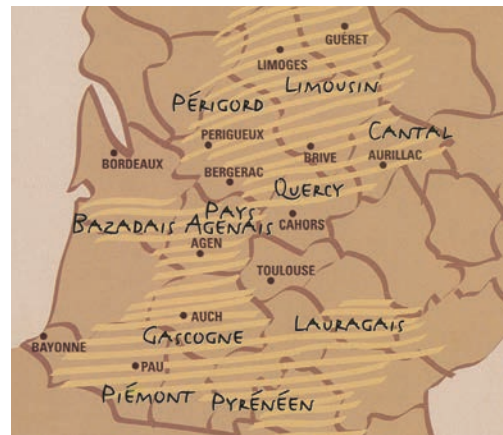 GUÉRET
LIMOGES
LIMOUSIN
PÉRIGORD
CANTAL
PERIGUEUX
BORDEAUX
BRIVE
AURILLAC
BERGERAC
QUERCY
PAYS
BAZADAIS AGENAIS
CAHORS
AGEN
TOULOUSE
AUCH
LAURAGAIS
GASCOGNE
BAYONNE
PAU
PIÉMONT PYRÉNÉEN